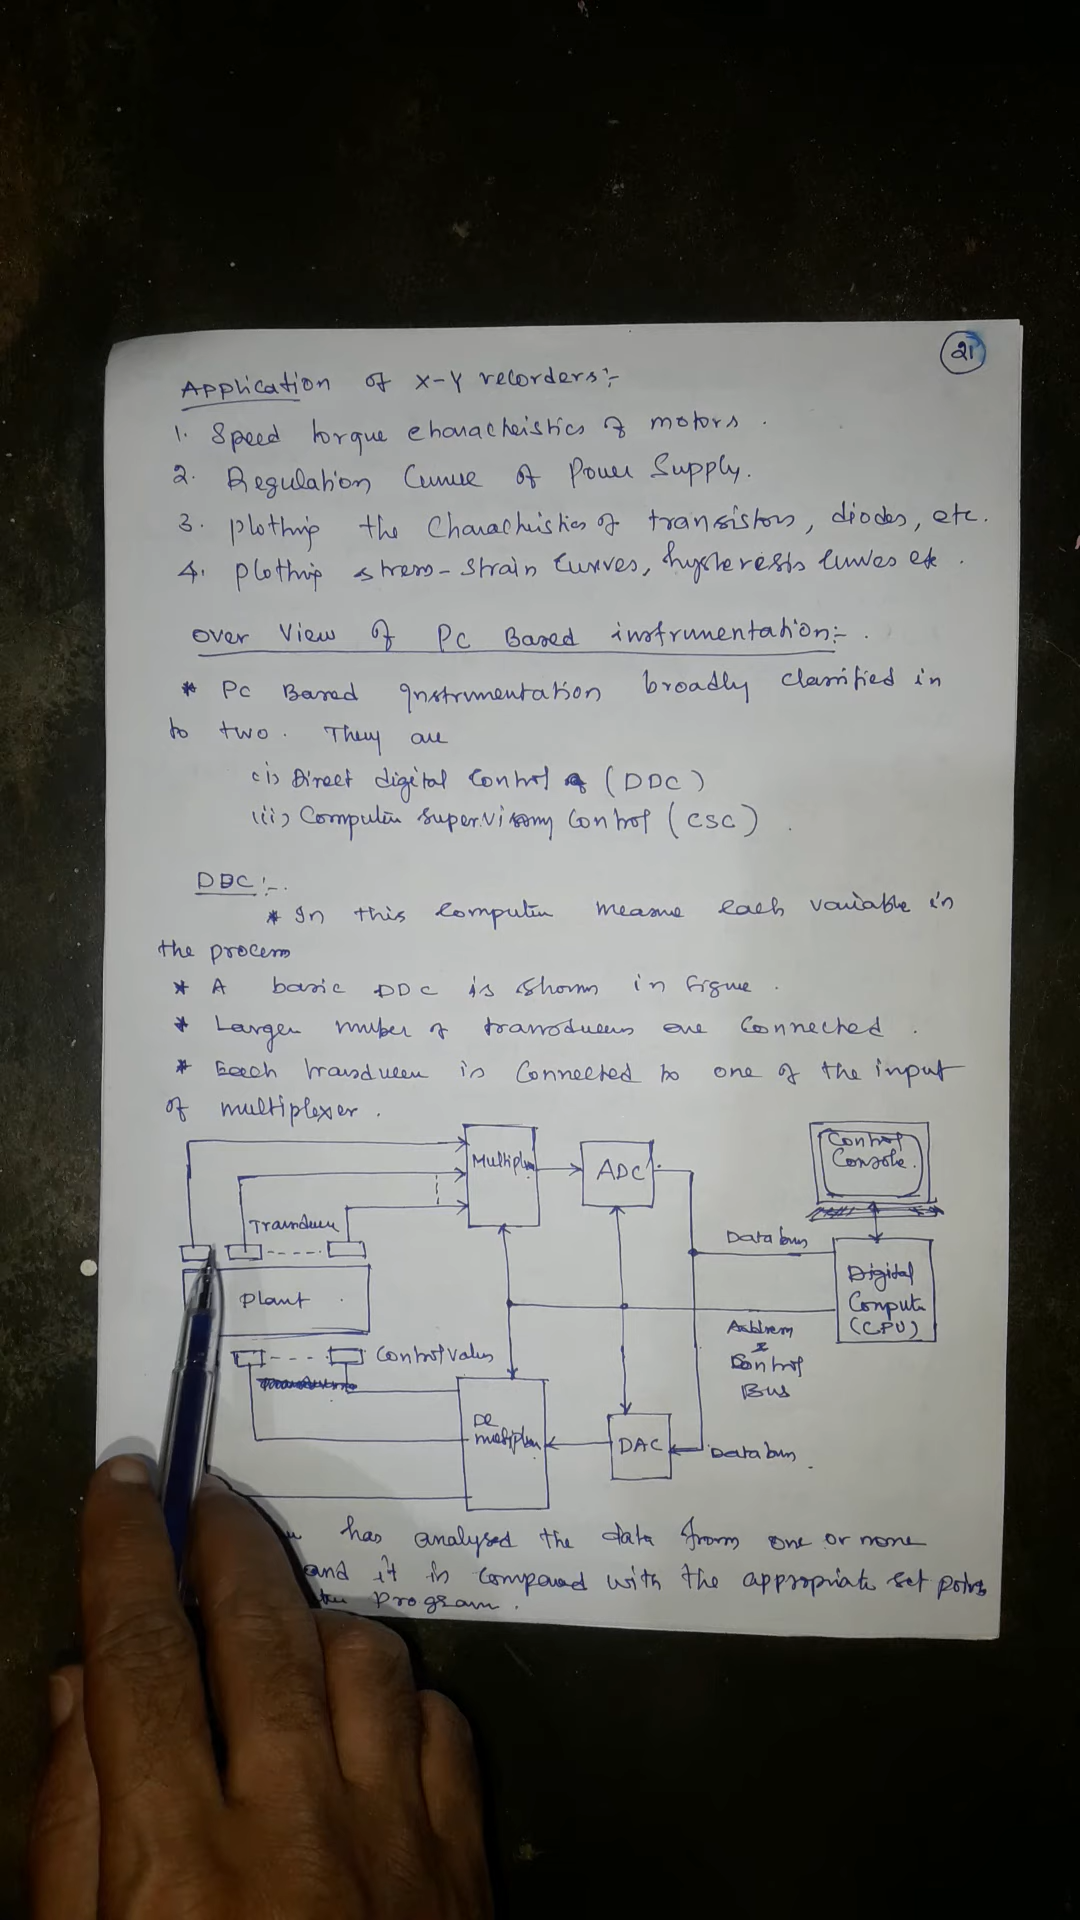 21
Application of X-Y recorders:-
1. Speed torque characteristics of motors.
2. Regulation Curve of Power Supply.
3. plotting the Characteristics of transistors, diodes, etc.
4. plotting stress-strain Curves, hysteresis curves etc.
Over View of PC Based instrumentation:-
* PC Based Instrumentation broadly classified in
to two. They are
(i) Direct digital Control (DDC)
(ii) Computer supervisory Control (CSC).
DDC:-
* In this Computer measure each variable in
the process
* A basic DDC is shown in figure.
* Larger number of transducers are Connected.
* Each transducer is Connected to one of the input
of multiplexer.
Control
Console.
Multiplexer
ADC
Transducer
Data bus
Plant
Digital
Computer
(CPU)
Address
&
Control
Bus
Control valves
De
multiplexer
DAC
Data bus.
has analysed the data from one or more
and it is compared with the appropriate set points
the program.